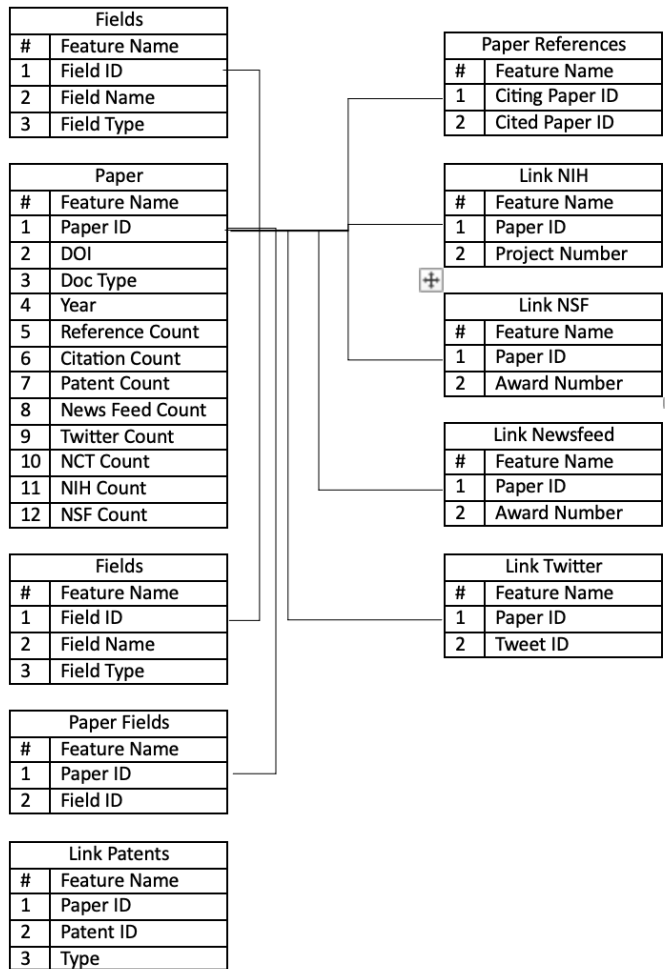 Fields
# Feature Name
1 Field ID
2 Field Name
3 Field Type
Paper
# Feature Name
1 Paper ID
2 DOI
3 Doc Type
4 Year
5 Reference Count
6 Citation Count
7 Patent Count
8 News Feed Count
9 Twitter Count
10 NCT Count
11 NIH Count
12 NSF Count
Fields
# Feature Name
1 Field ID
2 Field Name
3 Field Type
Paper Fields
# Feature Name
1 Paper ID
2 Field ID
Link Patents
# Feature Name
1 Paper ID
2 Patent ID
3 Type
Paper References
# Feature Name
1 Citing Paper ID
2 Cited Paper ID
Link NIH
# Feature Name
1 Paper ID
2 Project Number
Link NSF
# Feature Name
1 Paper ID
2 Award Number
Link Newsfeed
# Feature Name
1 Paper ID
2 Award Number
Link Twitter
# Feature Name
1 Paper ID
2 Tweet ID